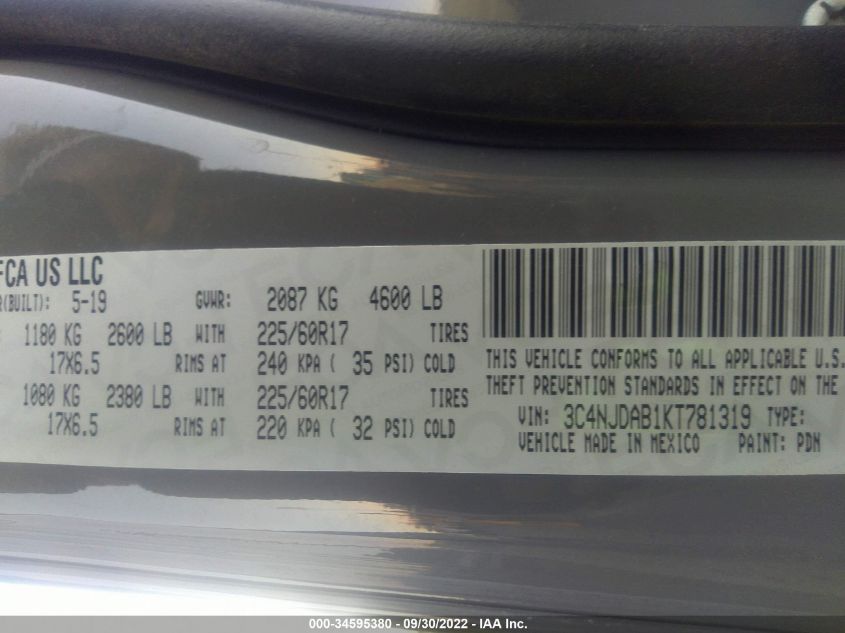 FCA US LLC
R(BUILT): 5-19 GVWR: 2087 KG 4600 LB
1180 KG 2600 LB WITH 225/60R17 TIRES
17X6.5 RIMS AT 240 KPA ( 35 PSI) COLD
1080 KG 2380 LB WITH 225/60R17 TIRES
17X6.5 RIMS AT 220 KPA ( 32 PSI) COLD
THIS VEHICLE CONFORMS TO ALL APPLICABLE U.S.
THEFT PREVENTION STANDARDS IN EFFECT ON THE
VIN: 3C4NJDAB1KT781319 TYPE:
VEHICLE MADE IN MEXICO PAINT: PDN
000-34595380 - 09/30/2022 - IAA Inc.